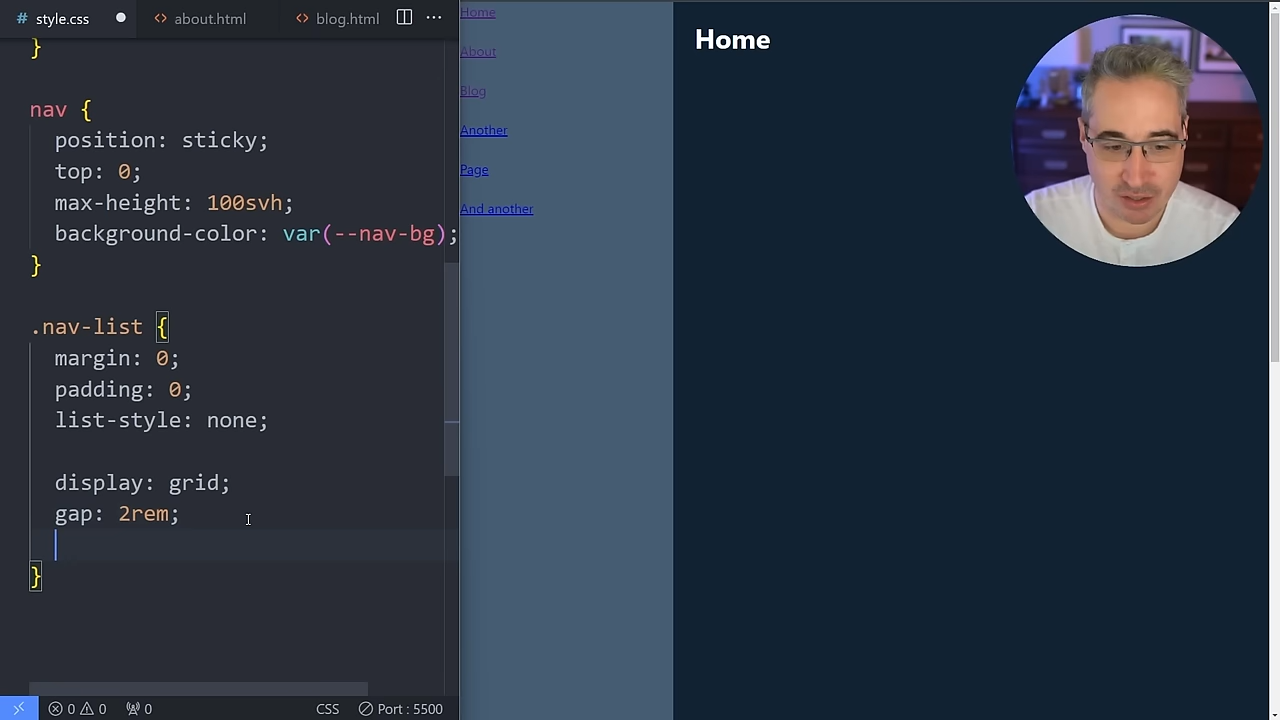 # style.css
<> about.html
<> blog.html
}
nav {
position: sticky;
top: 0;
max-height: 100svh;
background-color: var(--nav-bg);
}
.nav-list {
margin: 0;
padding: 0;
list-style: none;
display: grid;
gap: 2rem;
}
0 0 0 CSS Port : 5500
Home
About
Blog
Another
Page
And another
Home